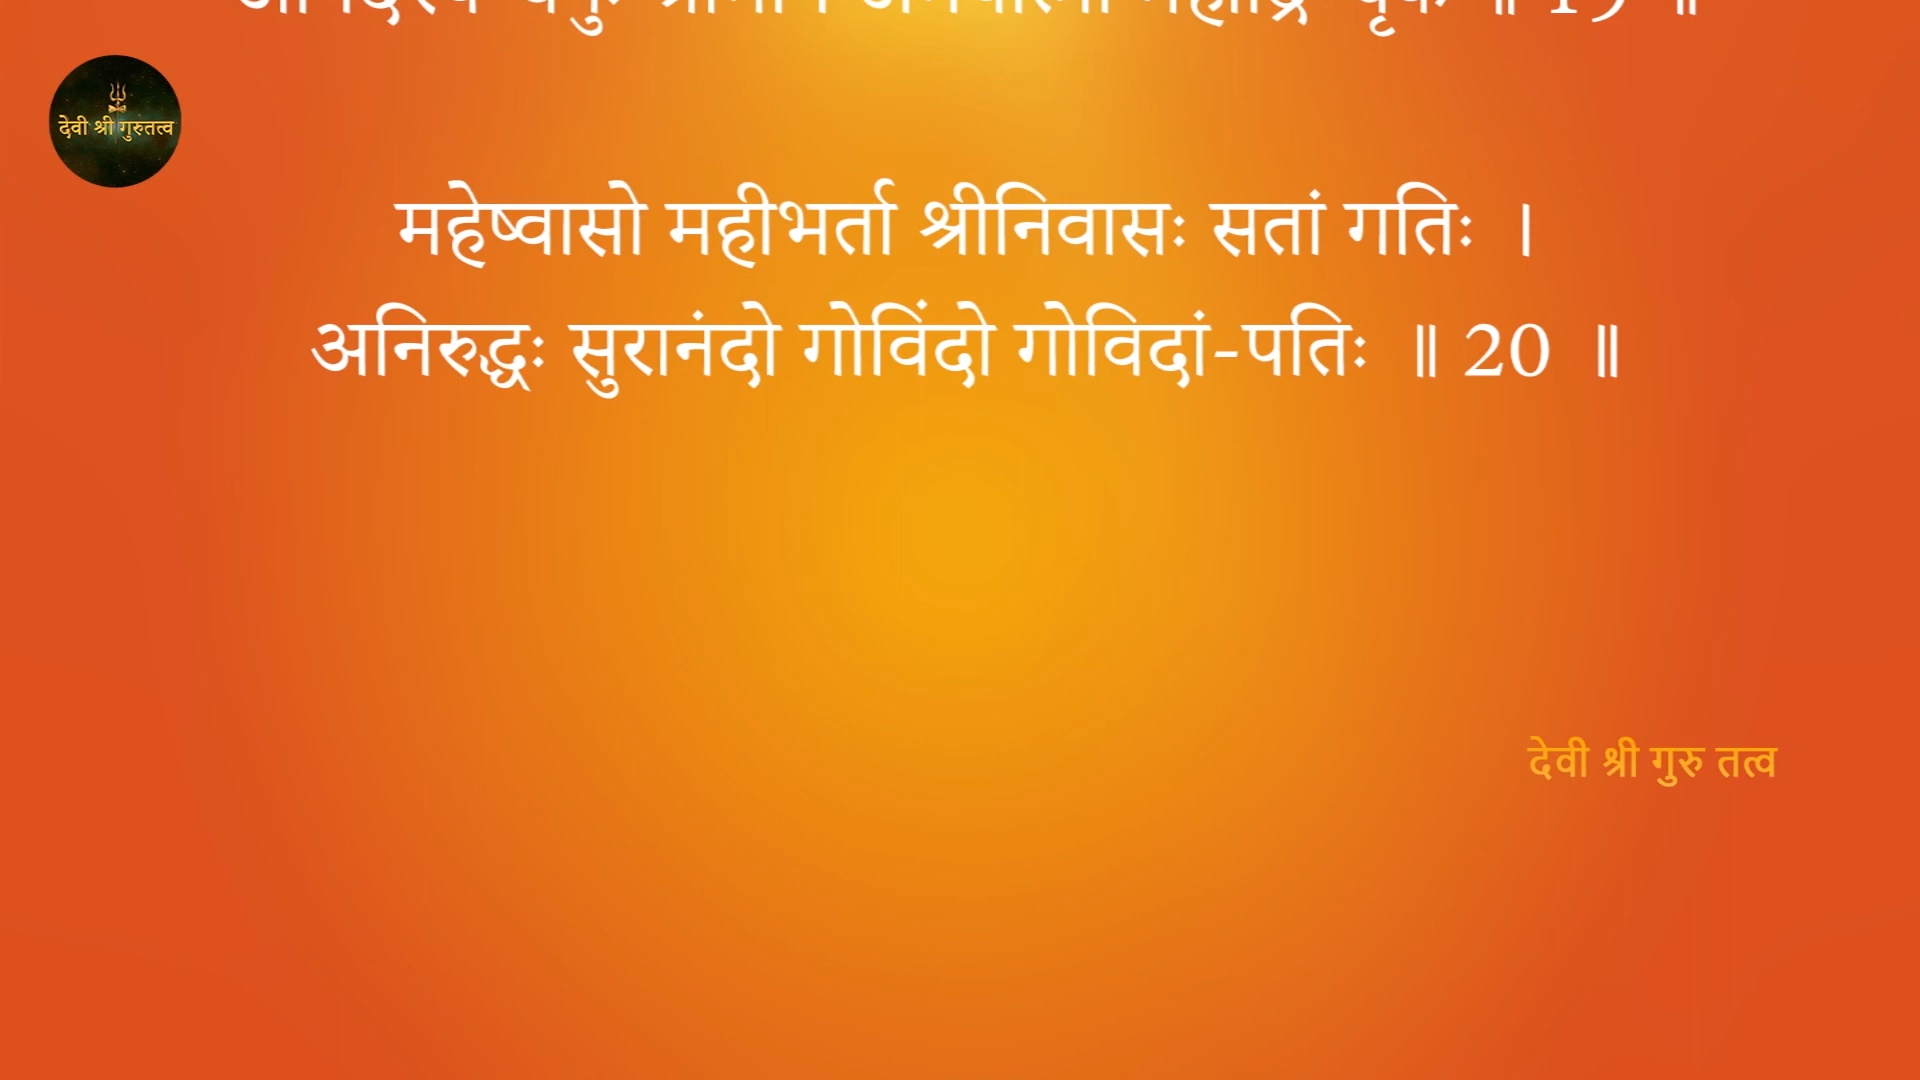 देवी श्री गुरुतत्व
महेष्वासो महीभर्ता श्रीनिवासः सतां गतिः ।
अनिरुद्धः सुरानंदो गोविंदो गोविदां-पतिः ॥ 20 ॥
देवी श्री गुरु तत्व